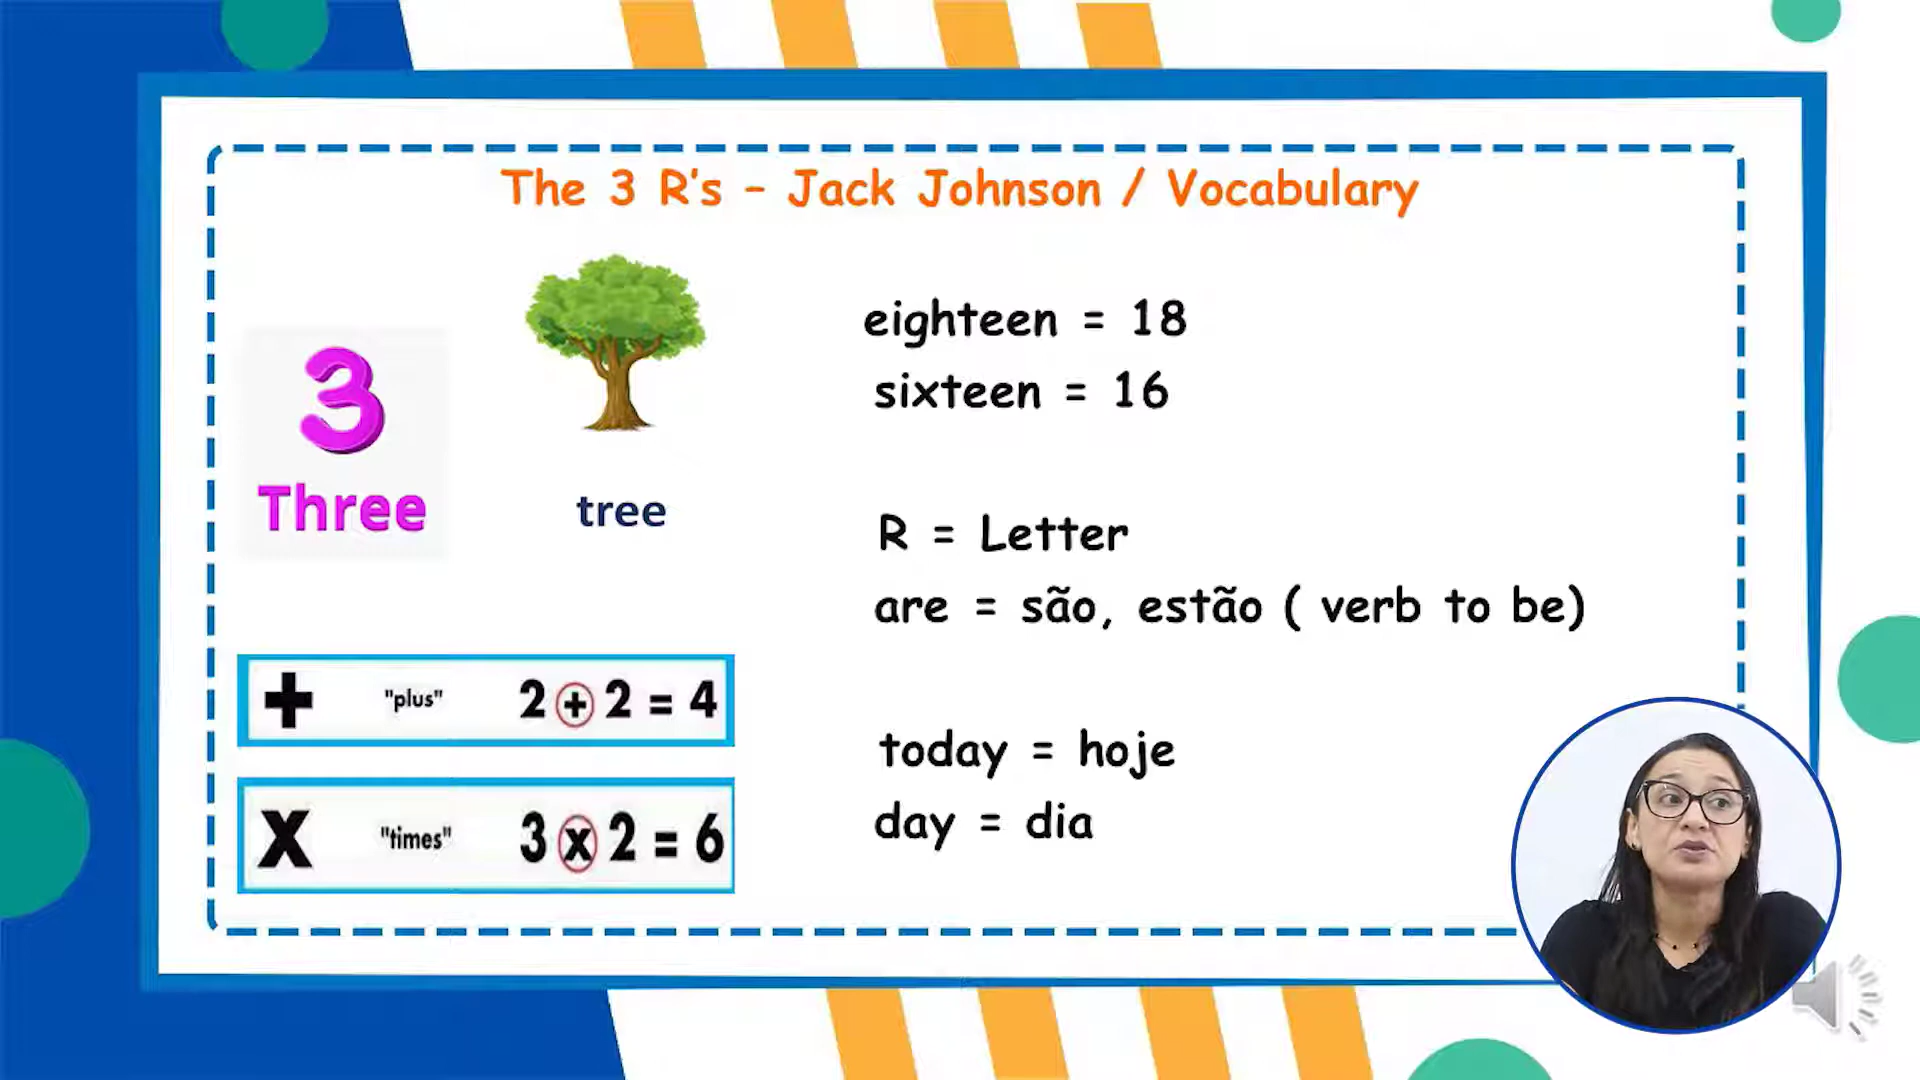 The 3 R's - Jack Johnson / Vocabulary
3
Three
tree
+ "plus" 2 + 2 = 4
X "times" 3 x 2 = 6
eighteen = 18
sixteen = 16
R = Letter
are = são, estão ( verb to be)
today = hoje
day = dia